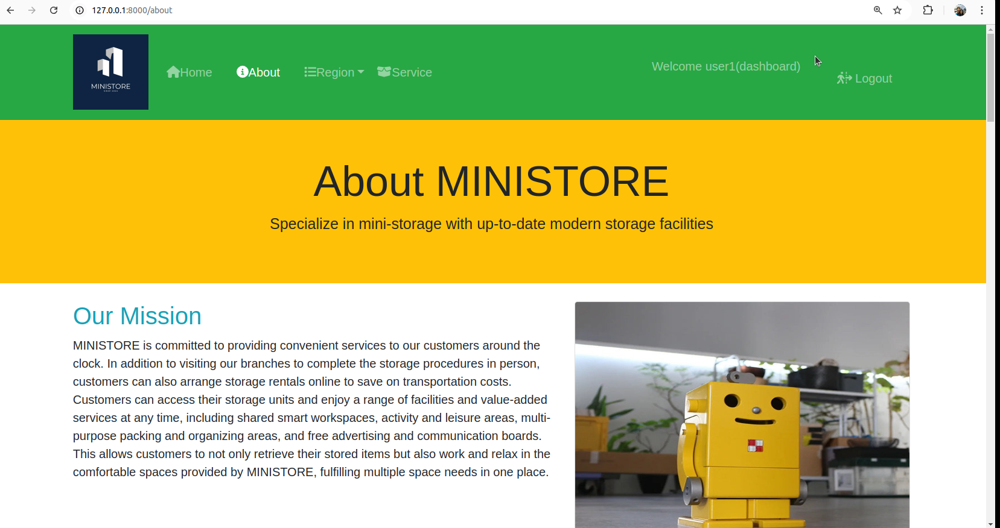 127.0.0.1:8000/about
MINISTORE
Home
About
Region
Service
Welcome user1(dashboard)
Logout
About MINISTORE
Specialize in mini-storage with up-to-date modern storage facilities
Our Mission
MINISTORE is committed to providing convenient services to our customers around the
clock. In addition to visiting our branches to complete the storage procedures in person,
customers can also arrange storage rentals online to save on transportation costs.
Customers can access their storage units and enjoy a range of facilities and value-added
services at any time, including shared smart workspaces, activity and leisure areas, multi-
purpose packing and organizing areas, and free advertising and communication boards.
This allows customers to not only retrieve their stored items but also work and relax in the
comfortable spaces provided by MINISTORE, fulfilling multiple space needs in one place.